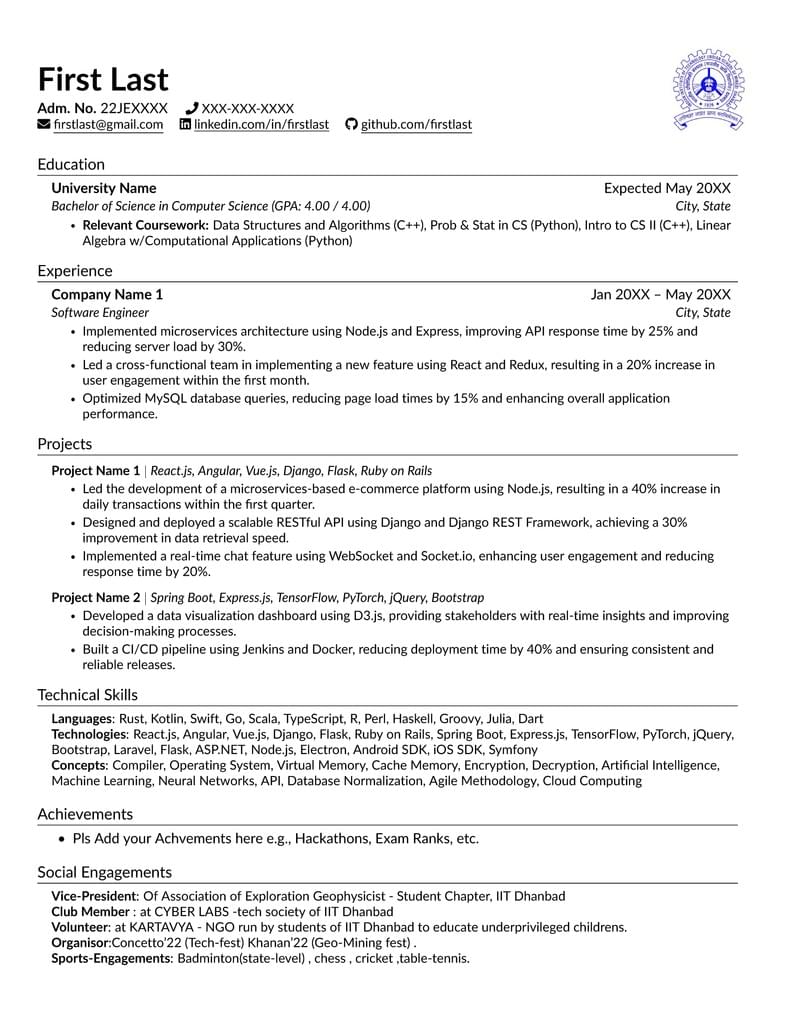 First Last
Adm. No. 22JEXXXX XXX-XXX-XXXX
firstlast@gmail.com linkedin.com/in/firstlast github.com/firstlast
Education
University Name Expected May 20XX
Bachelor of Science in Computer Science (GPA: 4.00 / 4.00) City, State
• Relevant Coursework: Data Structures and Algorithms (C++), Prob & Stat in CS (Python), Intro to CS II (C++), Linear
Algebra w/Computational Applications (Python)
Experience
Company Name 1 Jan 20XX – May 20XX
Software Engineer City, State
• Implemented microservices architecture using Node.js and Express, improving API response time by 25% and
reducing server load by 30%.
• Led a cross-functional team in implementing a new feature using React and Redux, resulting in a 20% increase in
user engagement within the first month.
• Optimized MySQL database queries, reducing page load times by 15% and enhancing overall application
performance.
Projects
Project Name 1 | React.js, Angular, Vue.js, Django, Flask, Ruby on Rails
• Led the development of a microservices-based e-commerce platform using Node.js, resulting in a 40% increase in
daily transactions within the first quarter.
• Designed and deployed a scalable RESTful API using Django and Django REST Framework, achieving a 30%
improvement in data retrieval speed.
• Implemented a real-time chat feature using WebSocket and Socket.io, enhancing user engagement and reducing
response time by 20%.
Project Name 2 | Spring Boot, Express.js, TensorFlow, PyTorch, jQuery, Bootstrap
• Developed a data visualization dashboard using D3.js, providing stakeholders with real-time insights and improving
decision-making processes.
• Built a CI/CD pipeline using Jenkins and Docker, reducing deployment time by 40% and ensuring consistent and
reliable releases.
Technical Skills
Languages: Rust, Kotlin, Swift, Go, Scala, TypeScript, R, Perl, Haskell, Groovy, Julia, Dart
Technologies: React.js, Angular, Vue.js, Django, Flask, Ruby on Rails, Spring Boot, Express.js, TensorFlow, PyTorch, jQuery,
Bootstrap, Laravel, Flask, ASP.NET, Node.js, Electron, Android SDK, iOS SDK, Symfony
Concepts: Compiler, Operating System, Virtual Memory, Cache Memory, Encryption, Decryption, Artificial Intelligence,
Machine Learning, Neural Networks, API, Database Normalization, Agile Methodology, Cloud Computing
Achievements
• Pls Add your Achvements here e.g., Hackathons, Exam Ranks, etc.
Social Engagements
Vice-President: Of Association of Exploration Geophysicist - Student Chapter, IIT Dhanbad
Club Member : at CYBER LABS -tech society of IIT Dhanbad
Volunteer: at KARTAVYA - NGO run by students of IIT Dhanbad to educate underprivileged childrens.
Organisor:Concetto'22 (Tech-fest) Khanan'22 (Geo-Mining fest) .
Sports-Engagements: Badminton(state-level) , chess , cricket ,table-tennis.